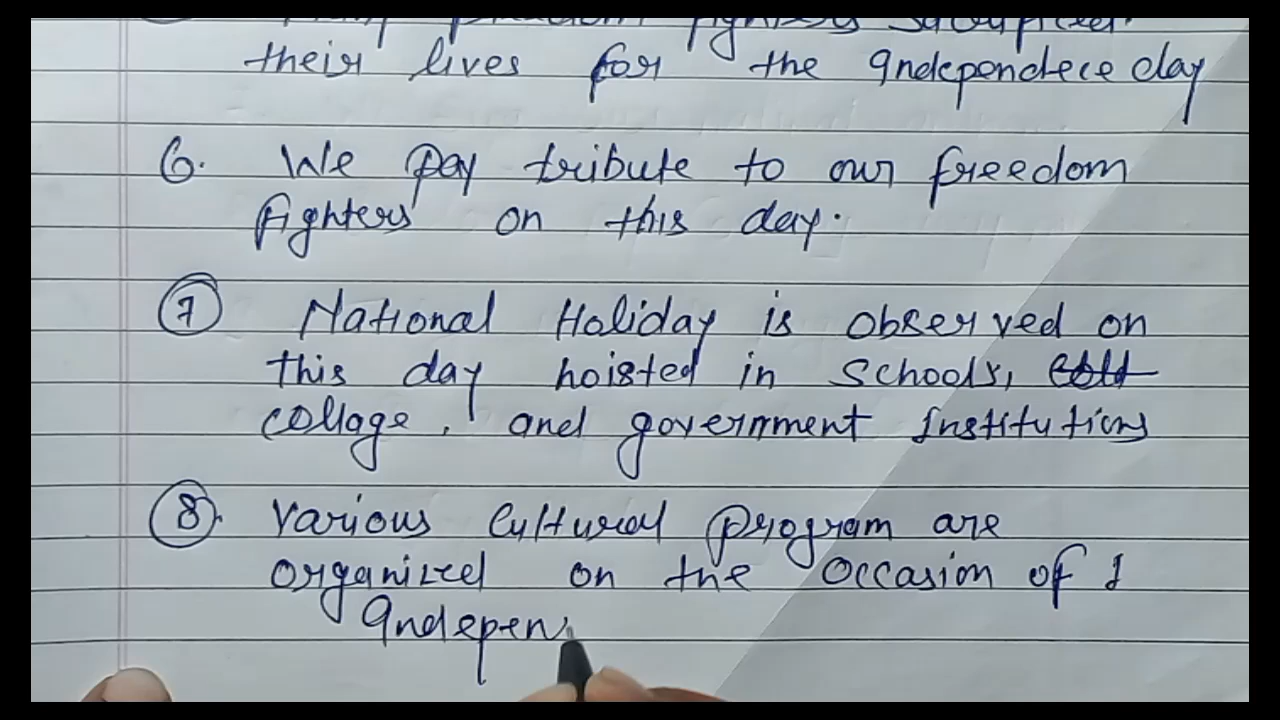 fighters
their lives for the Independece day
6. We pay tribute to our freedom
fighters on this day.
7 National Holiday is observed on
this day hoisted in Schools,
collage, and government Institutions
8. Various Cultural program are
organized on the occasion of I
Indepen